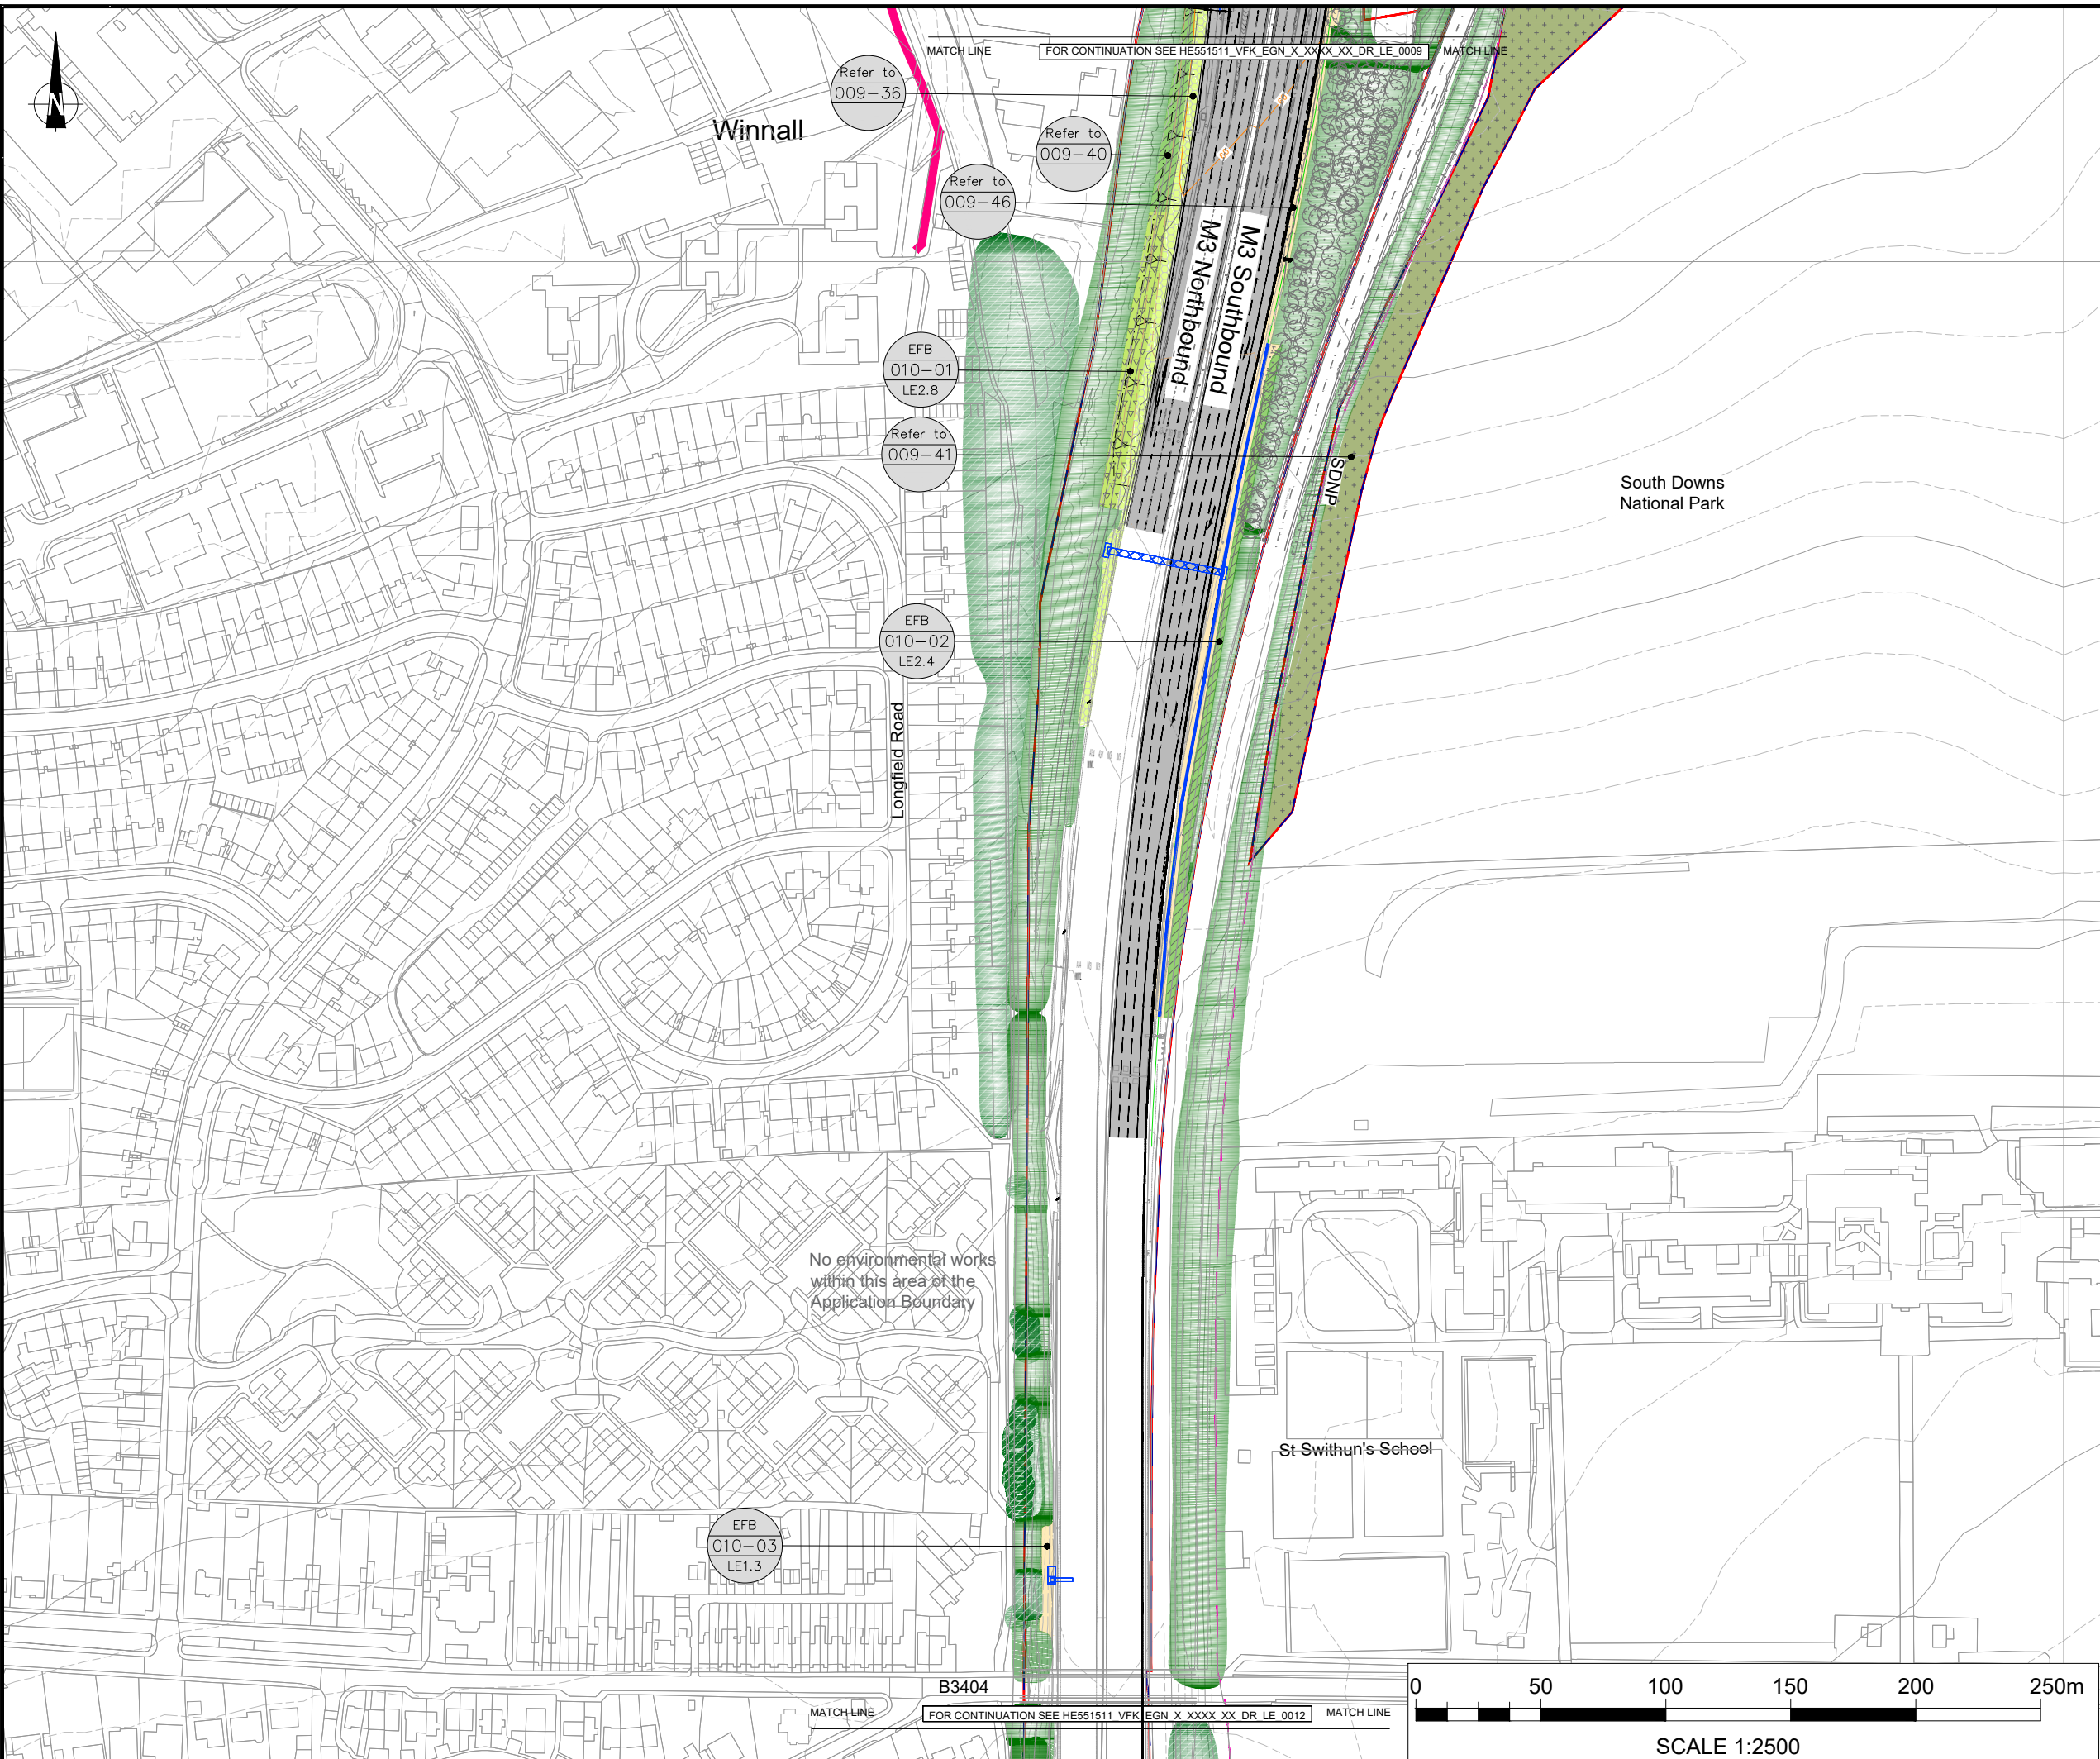 MATCH LINE
FOR CONTINUATION SEE HE551511_VFK_EGN_X_XXXX_XX_DR_LE_0009
MATCH LINE
N
Refer to
009-36
Winnall
Refer to
009-40
Refer to
009-46
M3 Northbound
M3 Southbound
EFB
010-01
LE2.8
Refer to
009-41
SDNP
South Downs
National Park
EFB
010-02
LE2.4
Longfield Road
No environmental works
within this area of the
Application Boundary
St Swithun's School
EFB
010-03
LE1.3
B3404
MATCH LINE
FOR CONTINUATION SEE HE551511_VFK_EGN_X_XXXX_XX_DR_LE_0012
MATCH LINE
0 50 100 150 200 250m
SCALE 1:2500